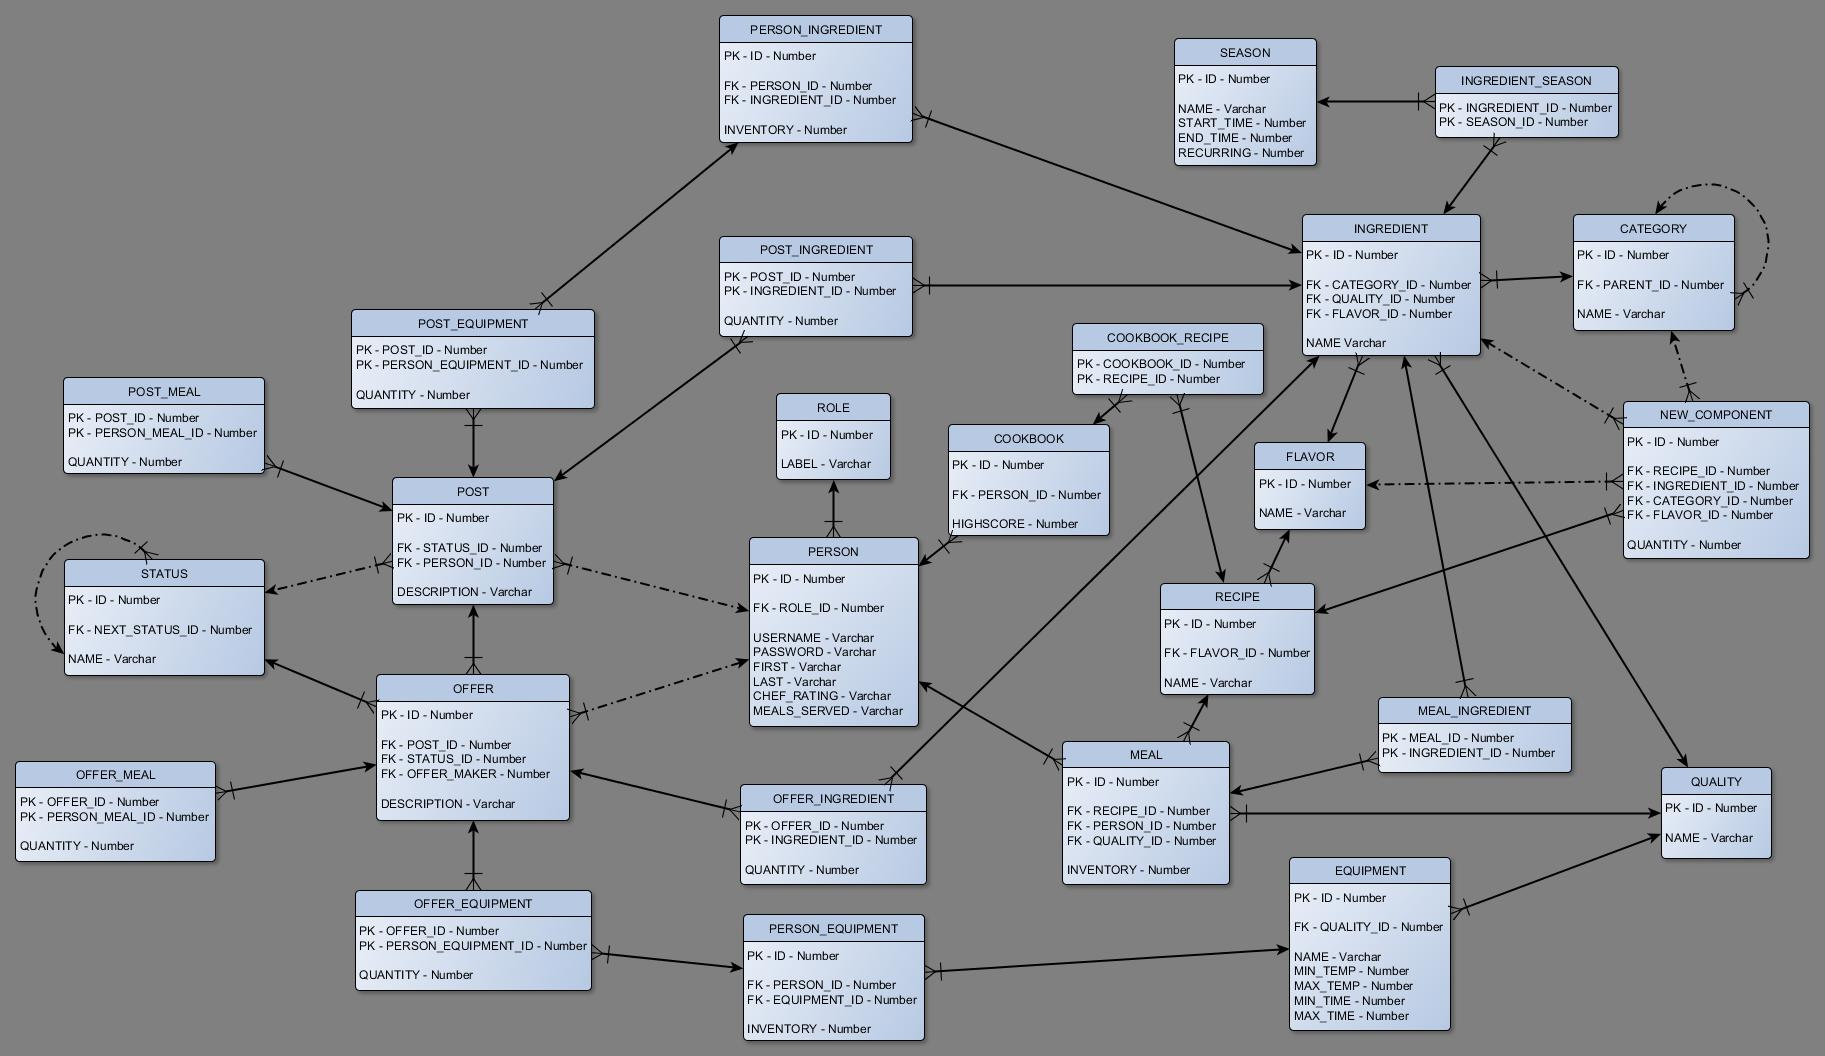 PERSON_INGREDIENT
PK - ID - Number
FK - PERSON_ID - Number
FK - INGREDIENT_ID - Number
INVENTORY - Number
SEASON
PK - ID - Number
NAME - Varchar
START_TIME - Number
END_TIME - Number
RECURRING - Number
INGREDIENT_SEASON
PK - INGREDIENT_ID - Number
PK - SEASON_ID - Number
INGREDIENT
PK - ID - Number
FK - CATEGORY_ID - Number
FK - QUALITY_ID - Number
FK - FLAVOR_ID - Number
NAME Varchar
CATEGORY
PK - ID - Number
FK - PARENT_ID - Number
NAME - Varchar
POST_INGREDIENT
PK - POST_ID - Number
PK - INGREDIENT_ID - Number
QUANTITY - Number
POST_EQUIPMENT
PK - POST_ID - Number
PK - PERSON_EQUIPMENT_ID - Number
QUANTITY - Number
COOKBOOK_RECIPE
PK - COOKBOOK_ID - Number
PK - RECIPE_ID - Number
POST_MEAL
PK - POST_ID - Number
PK - PERSON_MEAL_ID - Number
QUANTITY - Number
ROLE
PK - ID - Number
LABEL - Varchar
COOKBOOK
PK - ID - Number
FK - PERSON_ID - Number
HIGHSCORE - Number
FLAVOR
PK - ID - Number
NAME - Varchar
NEW_COMPONENT
PK - ID - Number
FK - RECIPE_ID - Number
FK - INGREDIENT_ID - Number
FK - CATEGORY_ID - Number
FK - FLAVOR_ID - Number
QUANTITY - Number
POST
PK - ID - Number
FK - STATUS_ID - Number
FK - PERSON_ID - Number
DESCRIPTION - Varchar
STATUS
PK - ID - Number
FK - NEXT_STATUS_ID - Number
NAME - Varchar
PERSON
PK - ID - Number
FK - ROLE_ID - Number
USERNAME - Varchar
PASSWORD - Varchar
FIRST - Varchar
LAST - Varchar
CHEF_RATING - Varchar
MEALS_SERVED - Varchar
RECIPE
PK - ID - Number
FK - FLAVOR_ID - Number
NAME - Varchar
OFFER
PK - ID - Number
FK - POST_ID - Number
FK - STATUS_ID - Number
FK - OFFER_MAKER - Number
DESCRIPTION - Varchar
MEAL_INGREDIENT
PK - MEAL_ID - Number
PK - INGREDIENT_ID - Number
MEAL
PK - ID - Number
FK - RECIPE_ID - Number
FK - PERSON_ID - Number
FK - QUALITY_ID - Number
INVENTORY - Number
OFFER_MEAL
PK - OFFER_ID - Number
PK - PERSON_MEAL_ID - Number
QUANTITY - Number
OFFER_INGREDIENT
PK - OFFER_ID - Number
PK - INGREDIENT_ID - Number
QUANTITY - Number
QUALITY
PK - ID - Number
NAME - Varchar
EQUIPMENT
PK - ID - Number
FK - QUALITY_ID - Number
NAME - Varchar
MIN_TEMP - Number
MAX_TEMP - Number
MIN_TIME - Number
MAX_TIME - Number
OFFER_EQUIPMENT
PK - OFFER_ID - Number
PK - PERSON_EQUIPMENT_ID - Number
QUANTITY - Number
PERSON_EQUIPMENT
PK - ID - Number
FK - PERSON_ID - Number
FK - EQUIPMENT_ID - Number
INVENTORY - Number